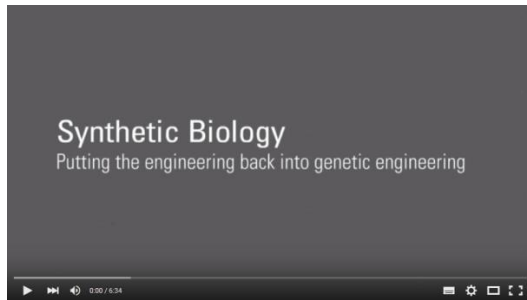 Synthetic Biology
Putting the engineering back into genetic engineering
0:00 / 6:34